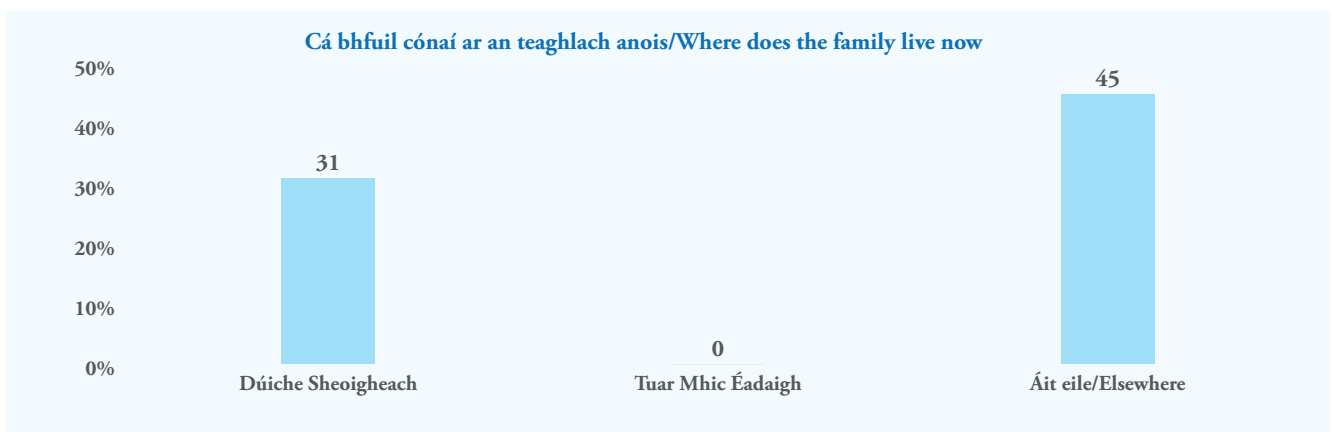 Cá bhfuil cónaí ar an teaghlach anois/Where does the family live now
50%
40%
30%
20%
10%
0%
31
0
45
Dúiche Sheoigheach
Tuar Mhic Éadaigh
Áit eile/Elsewhere